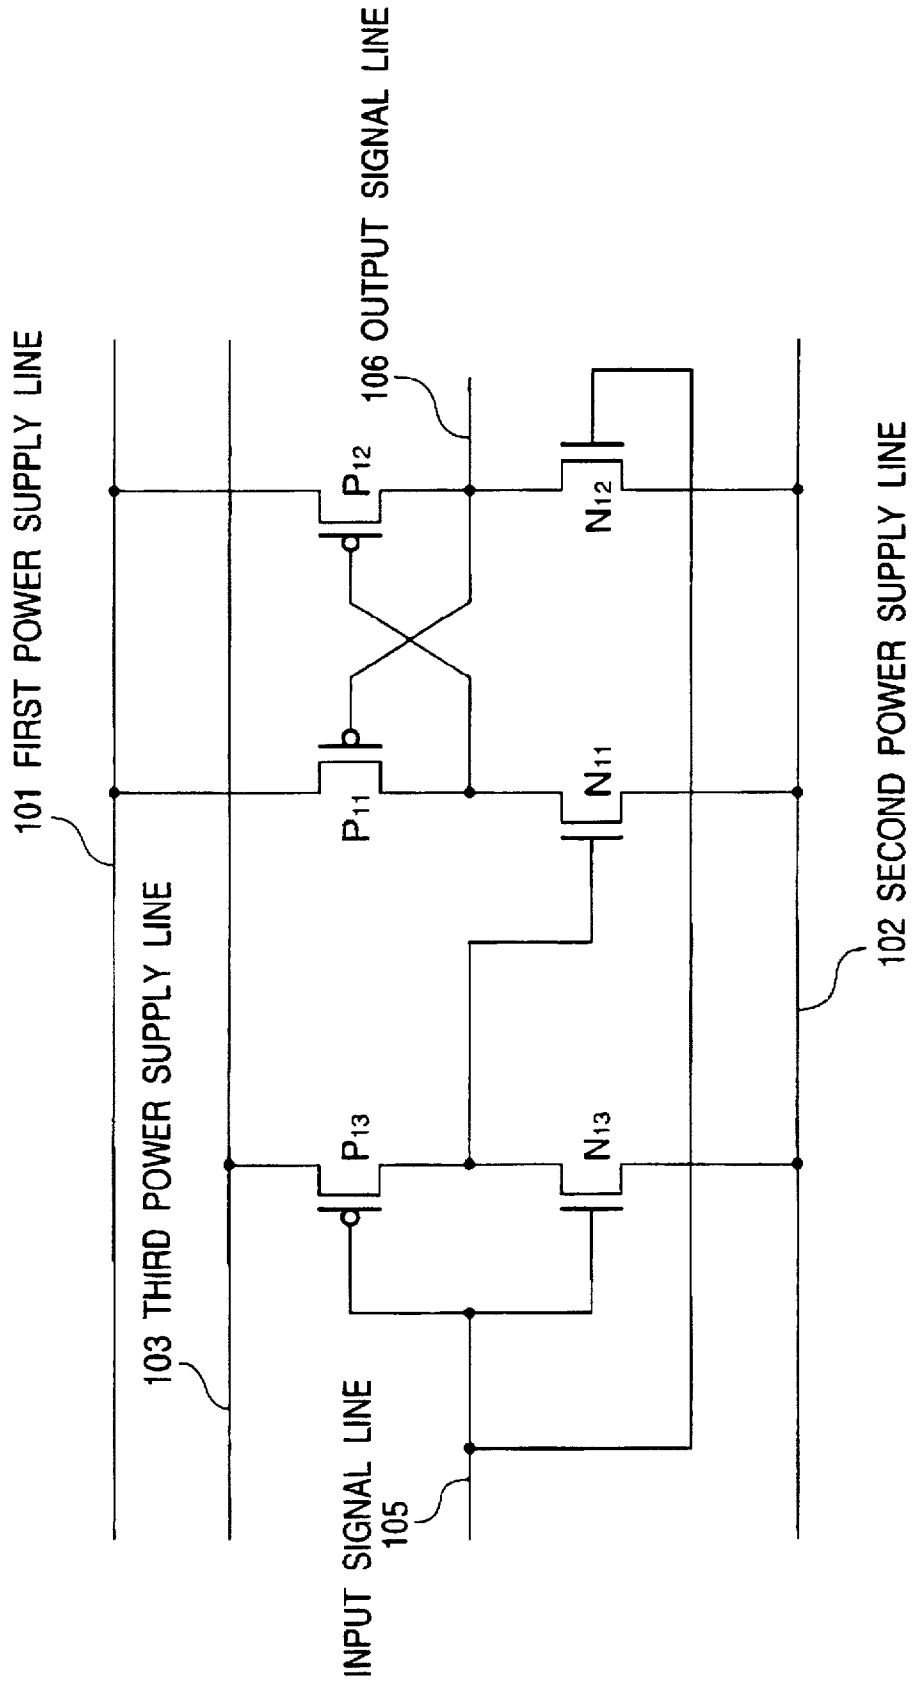 101 FIRST POWER SUPPLY LINE
103 THIRD POWER SUPPLY LINE
INPUT SIGNAL LINE
105
P13
P11
P12
106 OUTPUT SIGNAL LINE
N13
N11
N12
102 SECOND POWER SUPPLY LINE